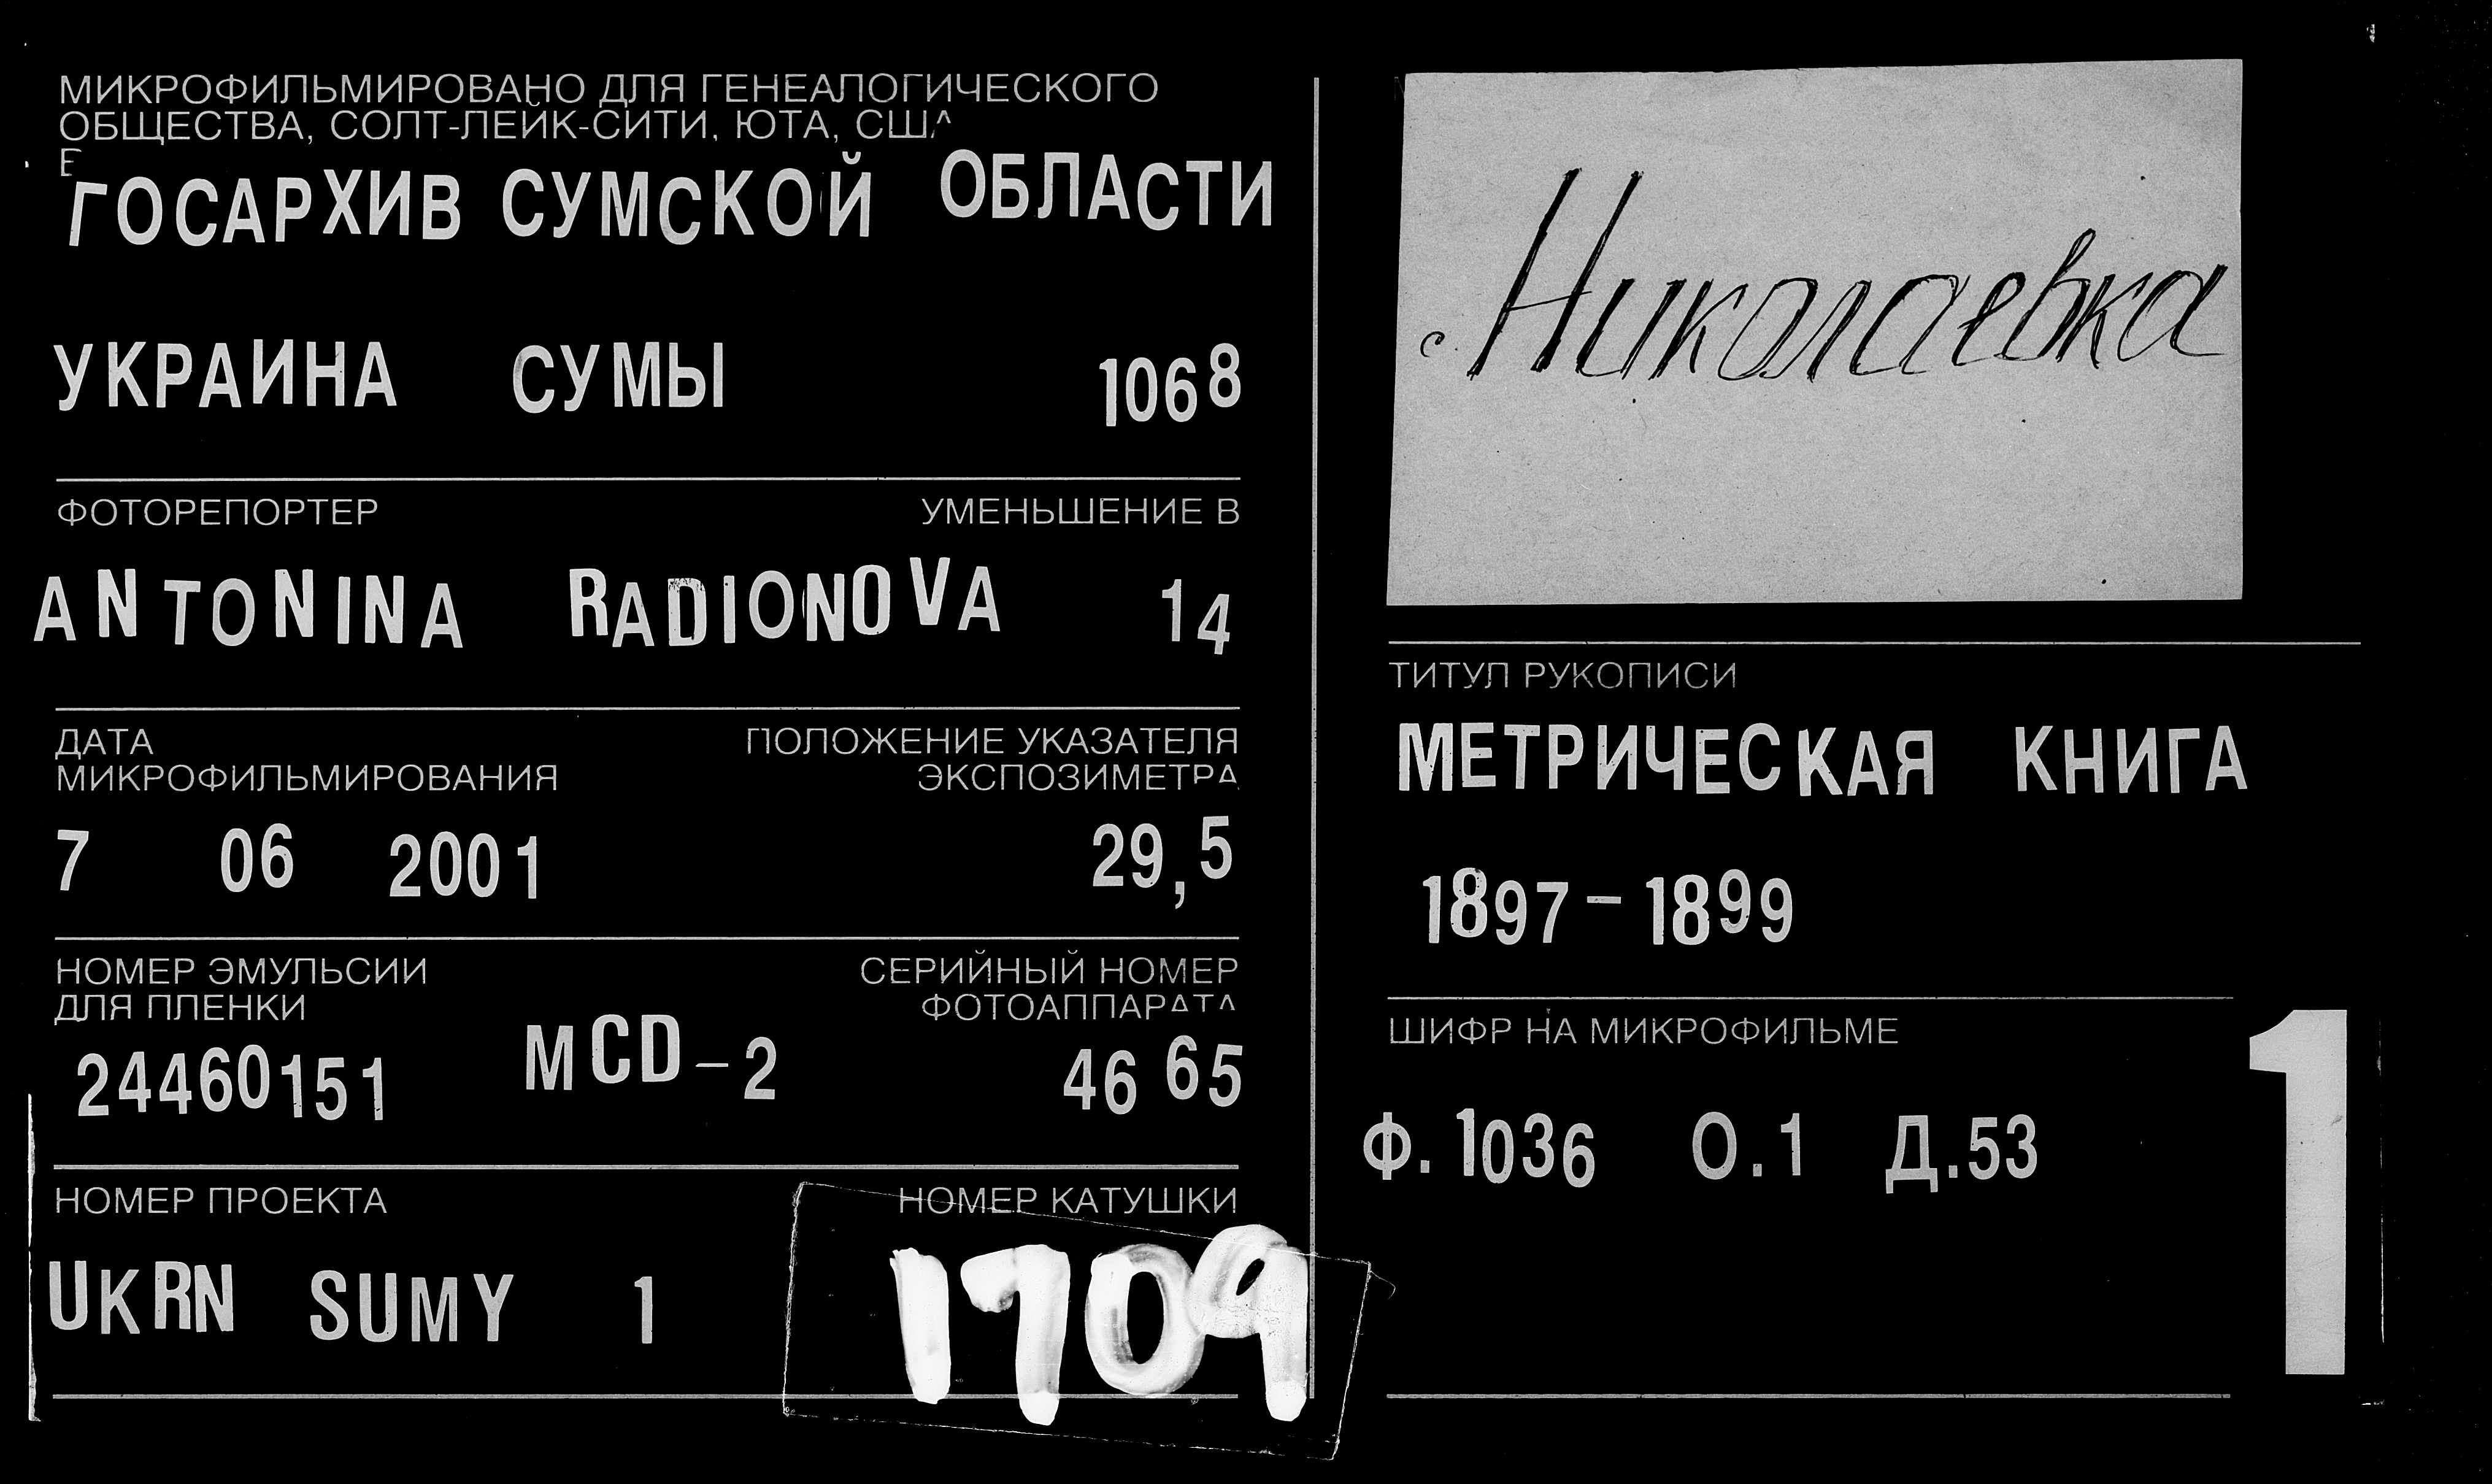 МИКРОФИЛЬМИРОВАНО ДЛЯ ГЕНЕАЛОГИЧЕСКОГО
ОБЩЕСТВА, СОЛТ-ЛЕЙК-СИТИ, ЮТА, США
В
ГОСАРХИВ СУМСКОЙ ОБЛАСТИ
УКРАИНА СУМЫ 1068
ФОТОРЕПОРТЕР УМЕНЬШЕНИЕ В
ANTONINA RADIONOVA 14
ДАТА ПОЛОЖЕНИЕ УКАЗАТЕЛЯ
МИКРОФИЛЬМИРОВАНИЯ ЭКСПОЗИМЕТРА
7 06 2001 29,5
НОМЕР ЭМУЛЬСИИ СЕРИЙНЫЙ НОМЕР
ДЛЯ ПЛЕНКИ ФОТОАППАРАТА
24460151 MCD-2 4665
НОМЕР ПРОЕКТА НОМЕР КАТУШКИ
UKRN SUMY 1 1709
с. Николаевка
ТИТУЛ РУКОПИСИ
МЕТРИЧЕСКАЯ КНИГА
1897-1899
ШИФР НА МИКРОФИЛЬМЕ
Ф. 1036 О.1 Д.53
1